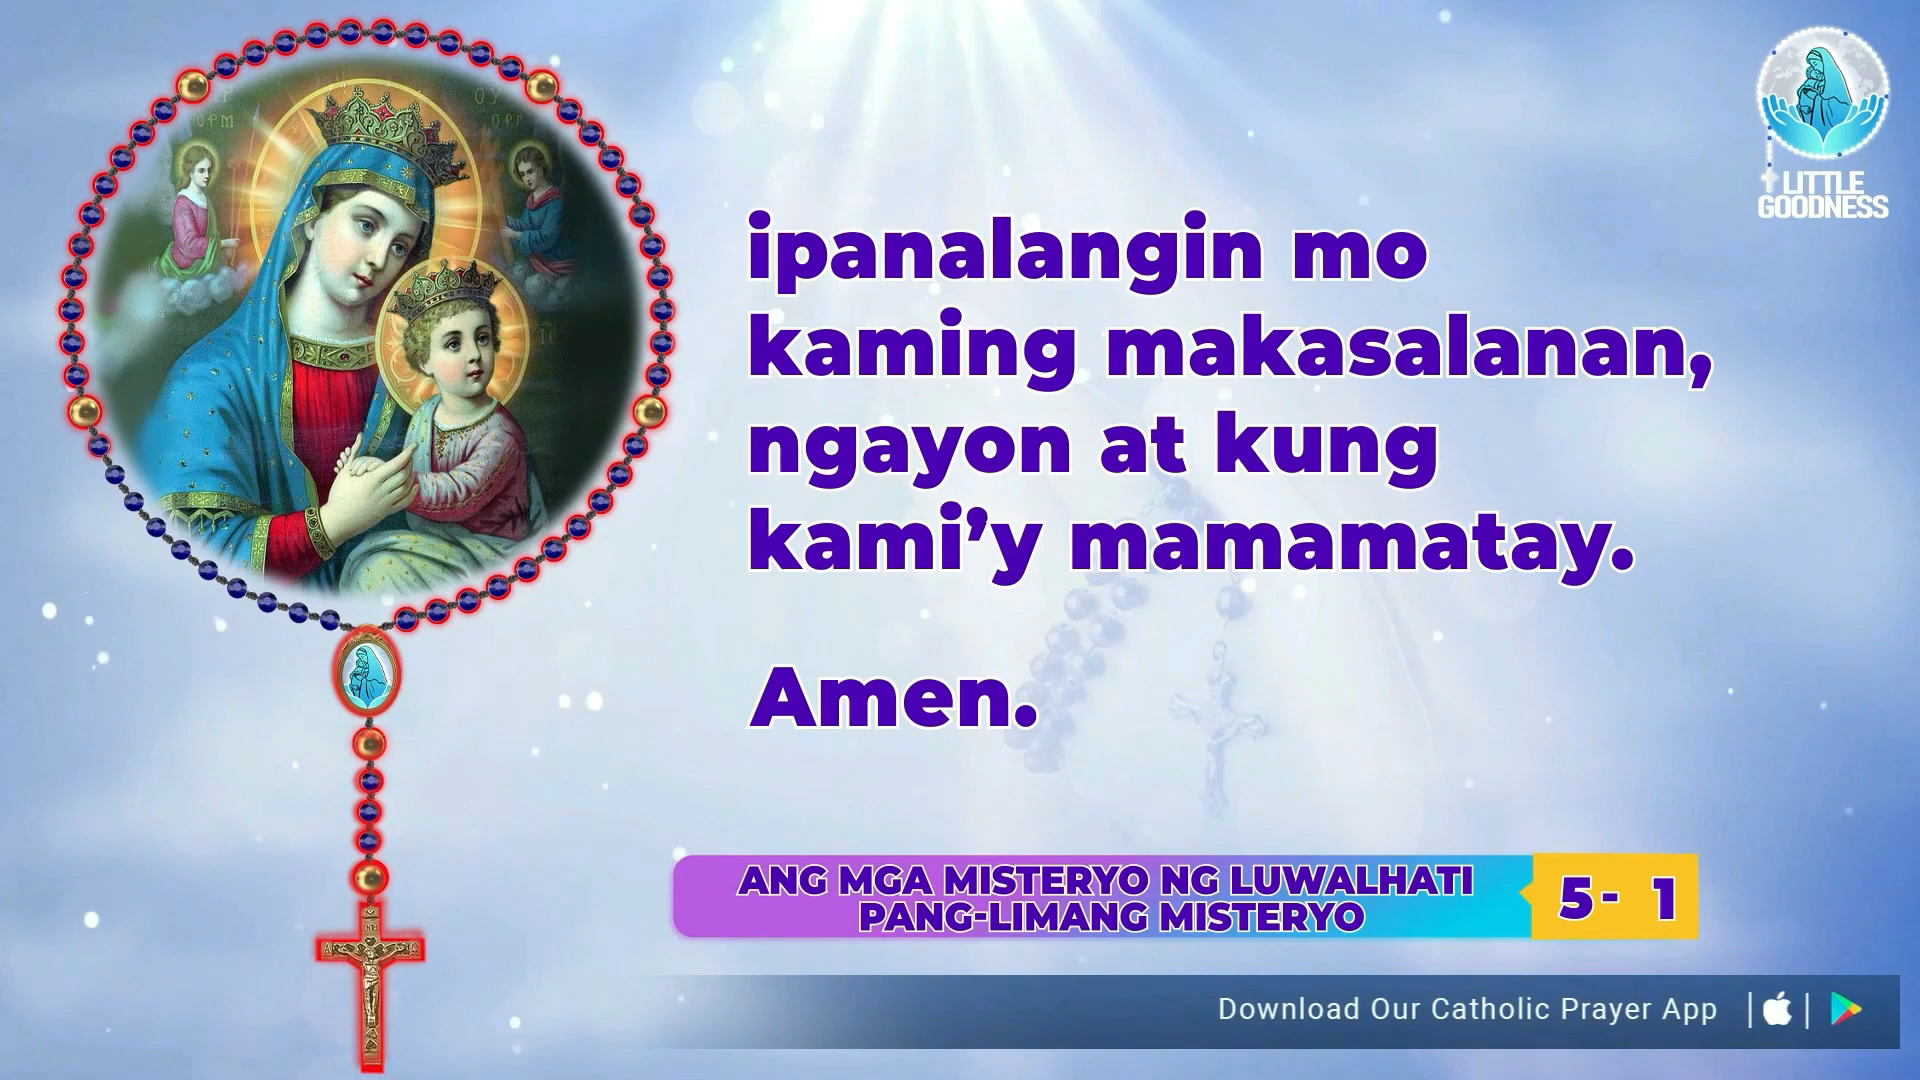 LITTLE
GOODNESS
ipanalangin mo
kaming makasalanan,
ngayon at kung
kami’y mamamatay.
Amen.
ANG MGA MISTERYO NG LUWALHATI
PANG-LIMANG MISTERYO
5- 1
Download Our Catholic Prayer App
INRI